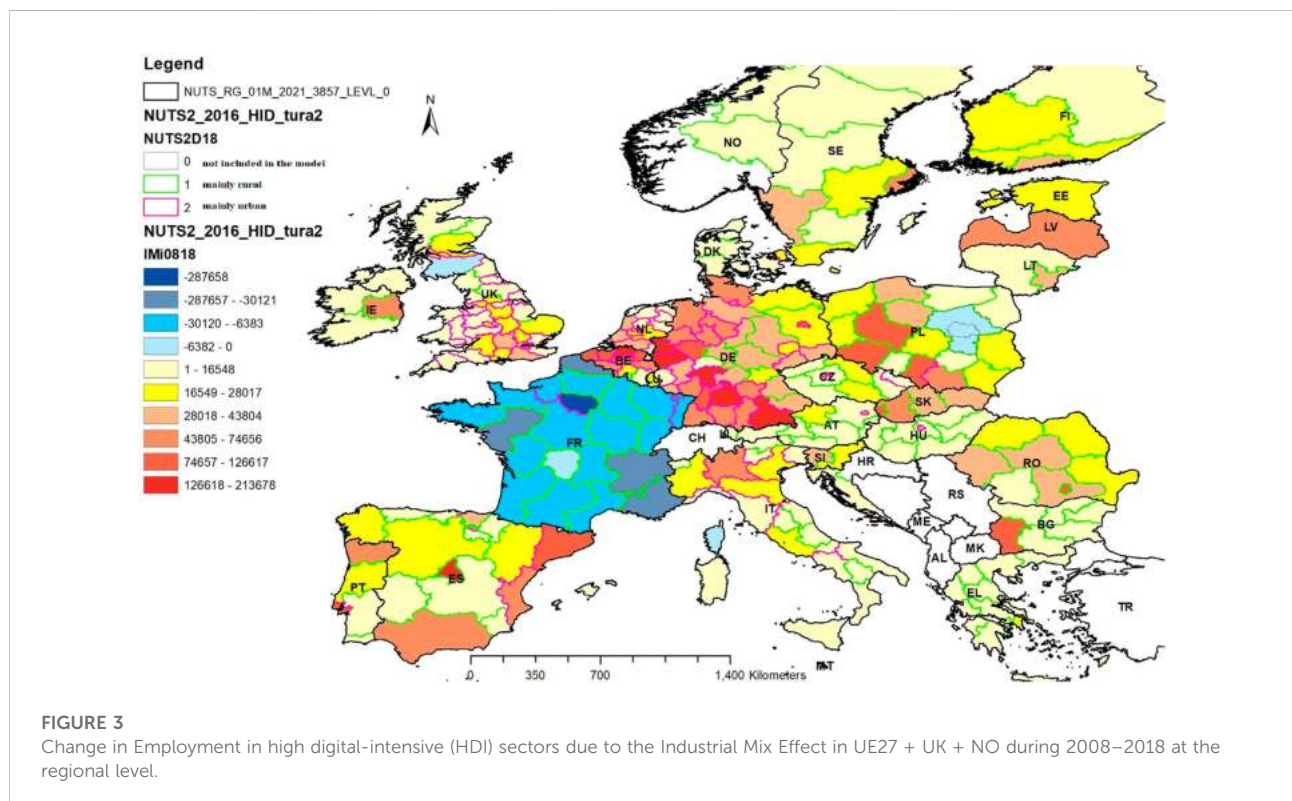 Legend
NUTS_RG_01M_2021_3857_LEVL_0
NUTS2_2016_HID_tura2
NUTS2D18
0 not included in the model
1 mainly rural
2 mainly urban
NUTS2_2016_HID_tura2
IMi0818
-287658
-287657 - -30121
-30120 - -6383
-6382 - 0
1 - 16548
16549 - 28017
28018 - 43804
43805 - 74656
74657 - 126617
126618 - 213678
N
NO
SE
FI
EE
LV
LT
DK
IE
UK
NL
BE
DE
PL
LU
CZ
SK
FR
CH
LI
AT
HU
SI
HR
RO
IT
RS
ME
BG
AL
MK
PT
ES
EL
TR
MT
0 350 700 1,400 Kilometers
FIGURE 3
Change in Employment in high digital-intensive (HDI) sectors due to the Industrial Mix Effect in UE27 + UK + NO during 2008–2018 at the
regional level.